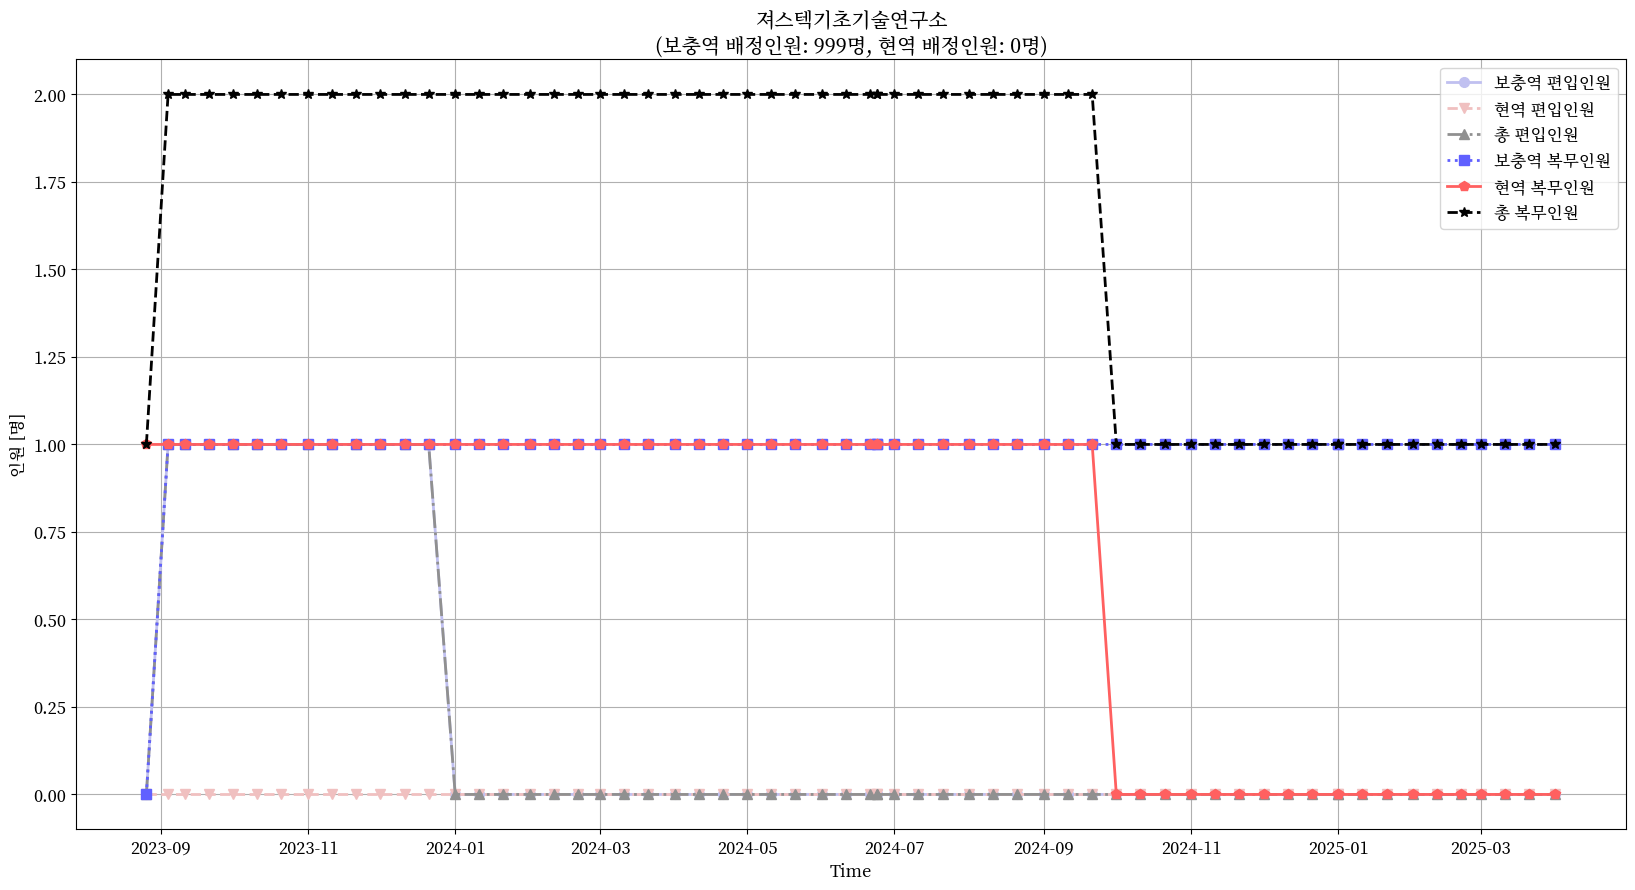 져스텍기초기술연구소
(보충역 배정인원: 999명, 현역 배정인원: 0명)
보충역 편입인원
현역 편입인원
총 편입인원
보충역 복무인원
현역 복무인원
총 복무인원
인원 [명]
2.00
1.75
1.50
1.25
1.00
0.75
0.50
0.25
0.00
2023-09
2023-11
2024-01
2024-03
2024-05
2024-07
2024-09
2024-11
2025-01
2025-03
Time